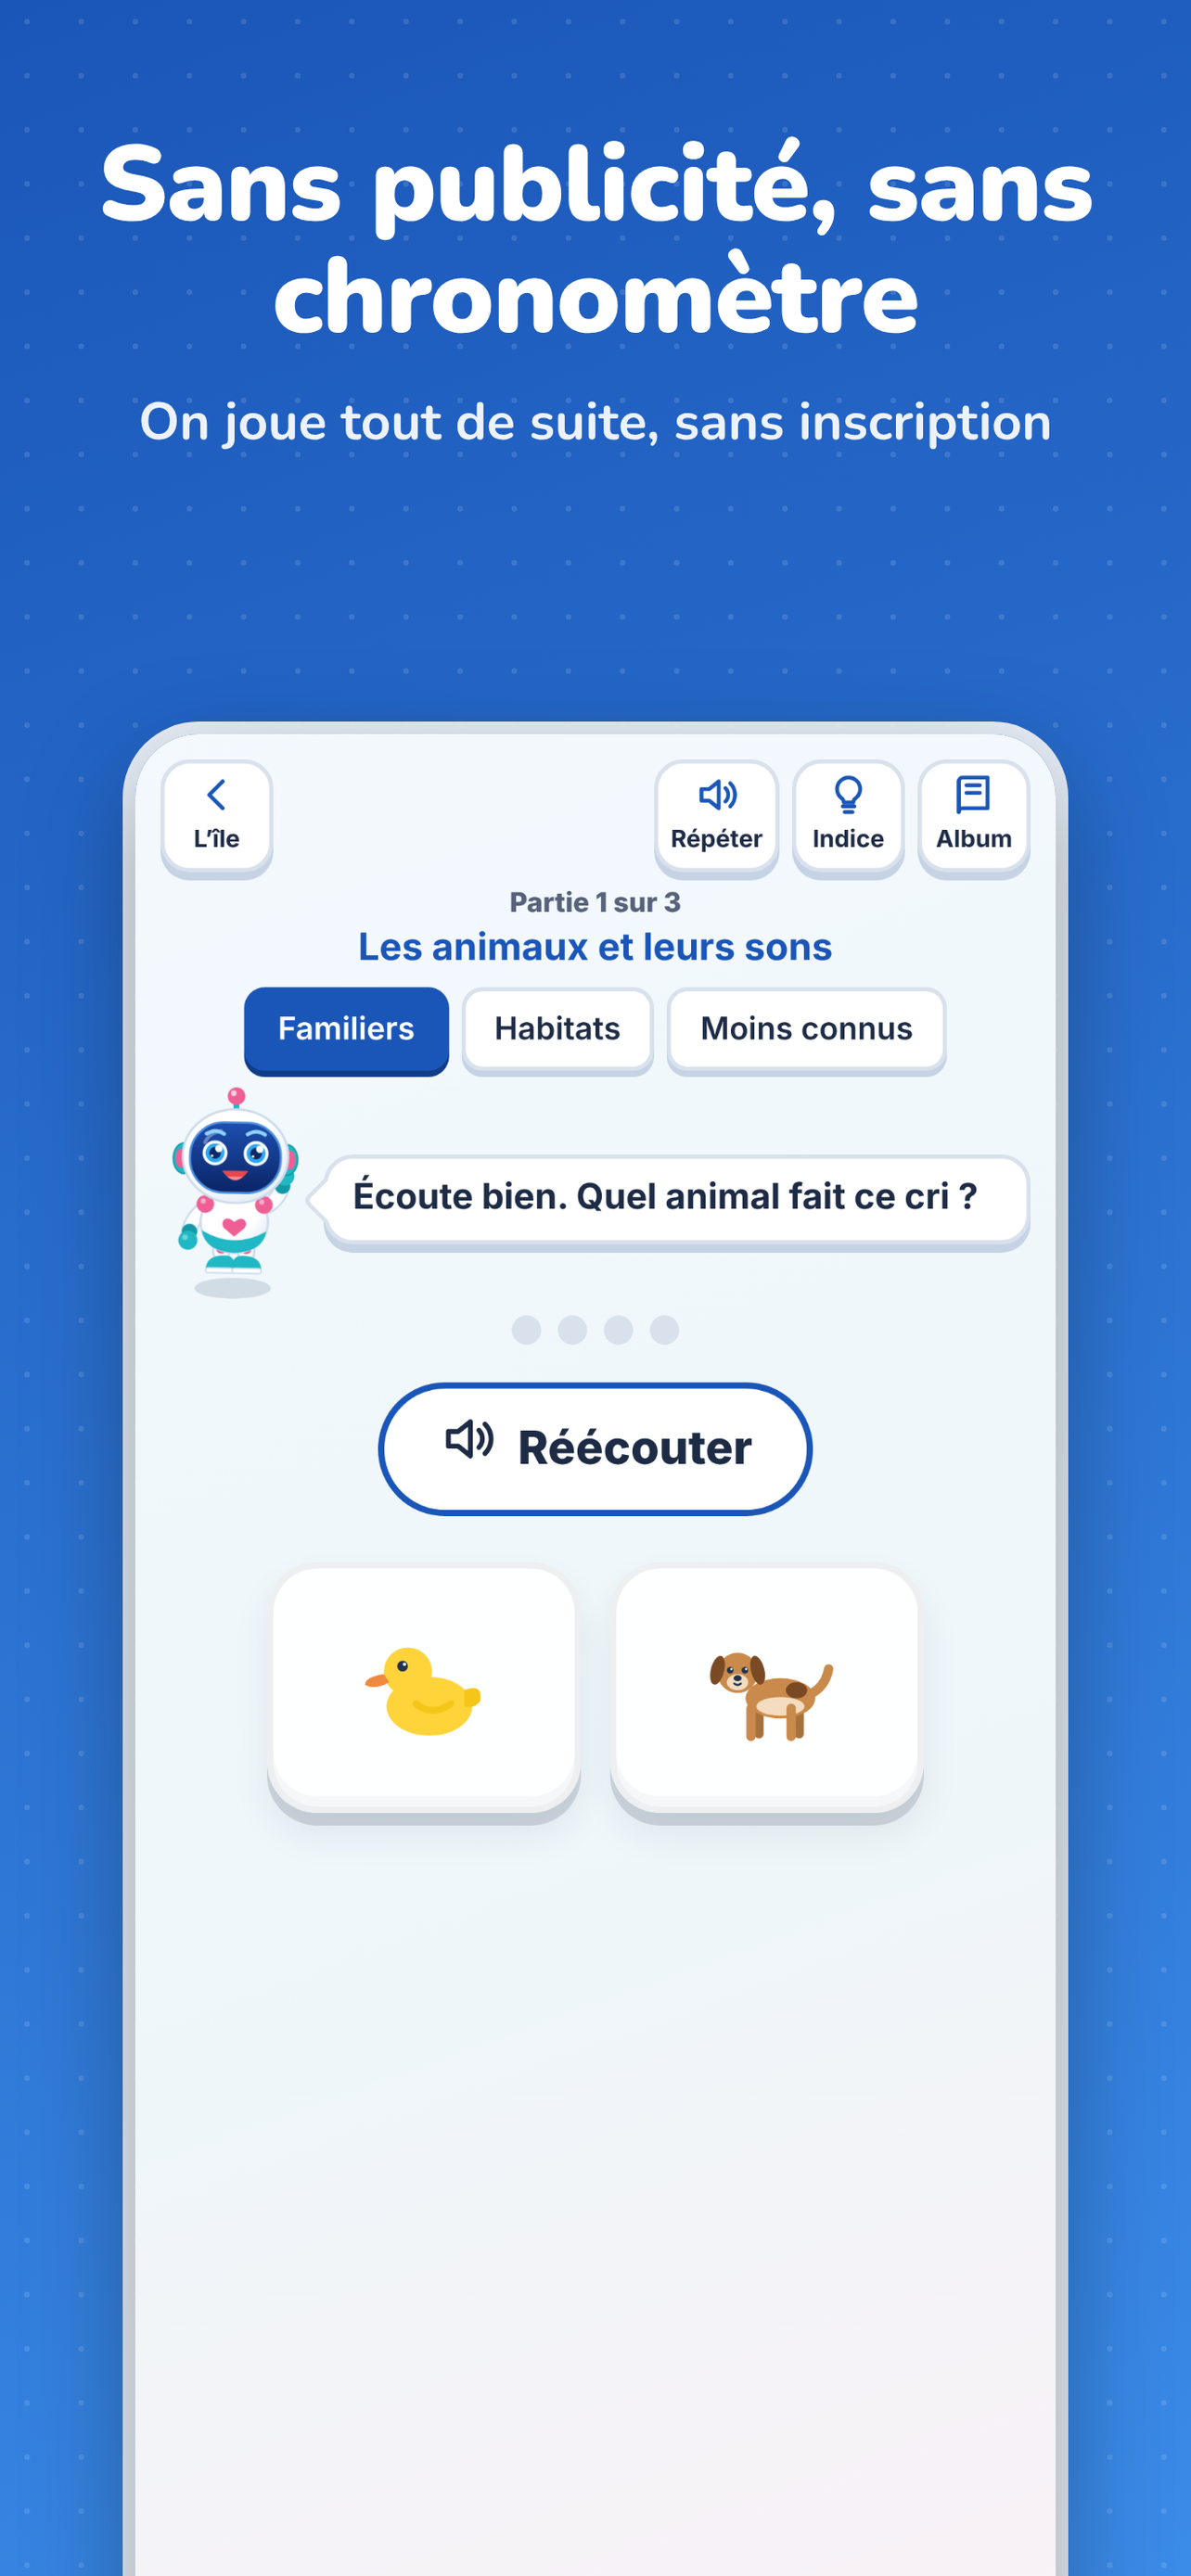 Sans publicité, sans
chronomètre
On joue tout de suite, sans inscription
L'île
Répéter
Indice
Album
Partie 1 sur 3
Les animaux et leurs sons
Familiers
Habitats
Moins connus
Écoute bien. Quel animal fait ce cri ?
Réécouter